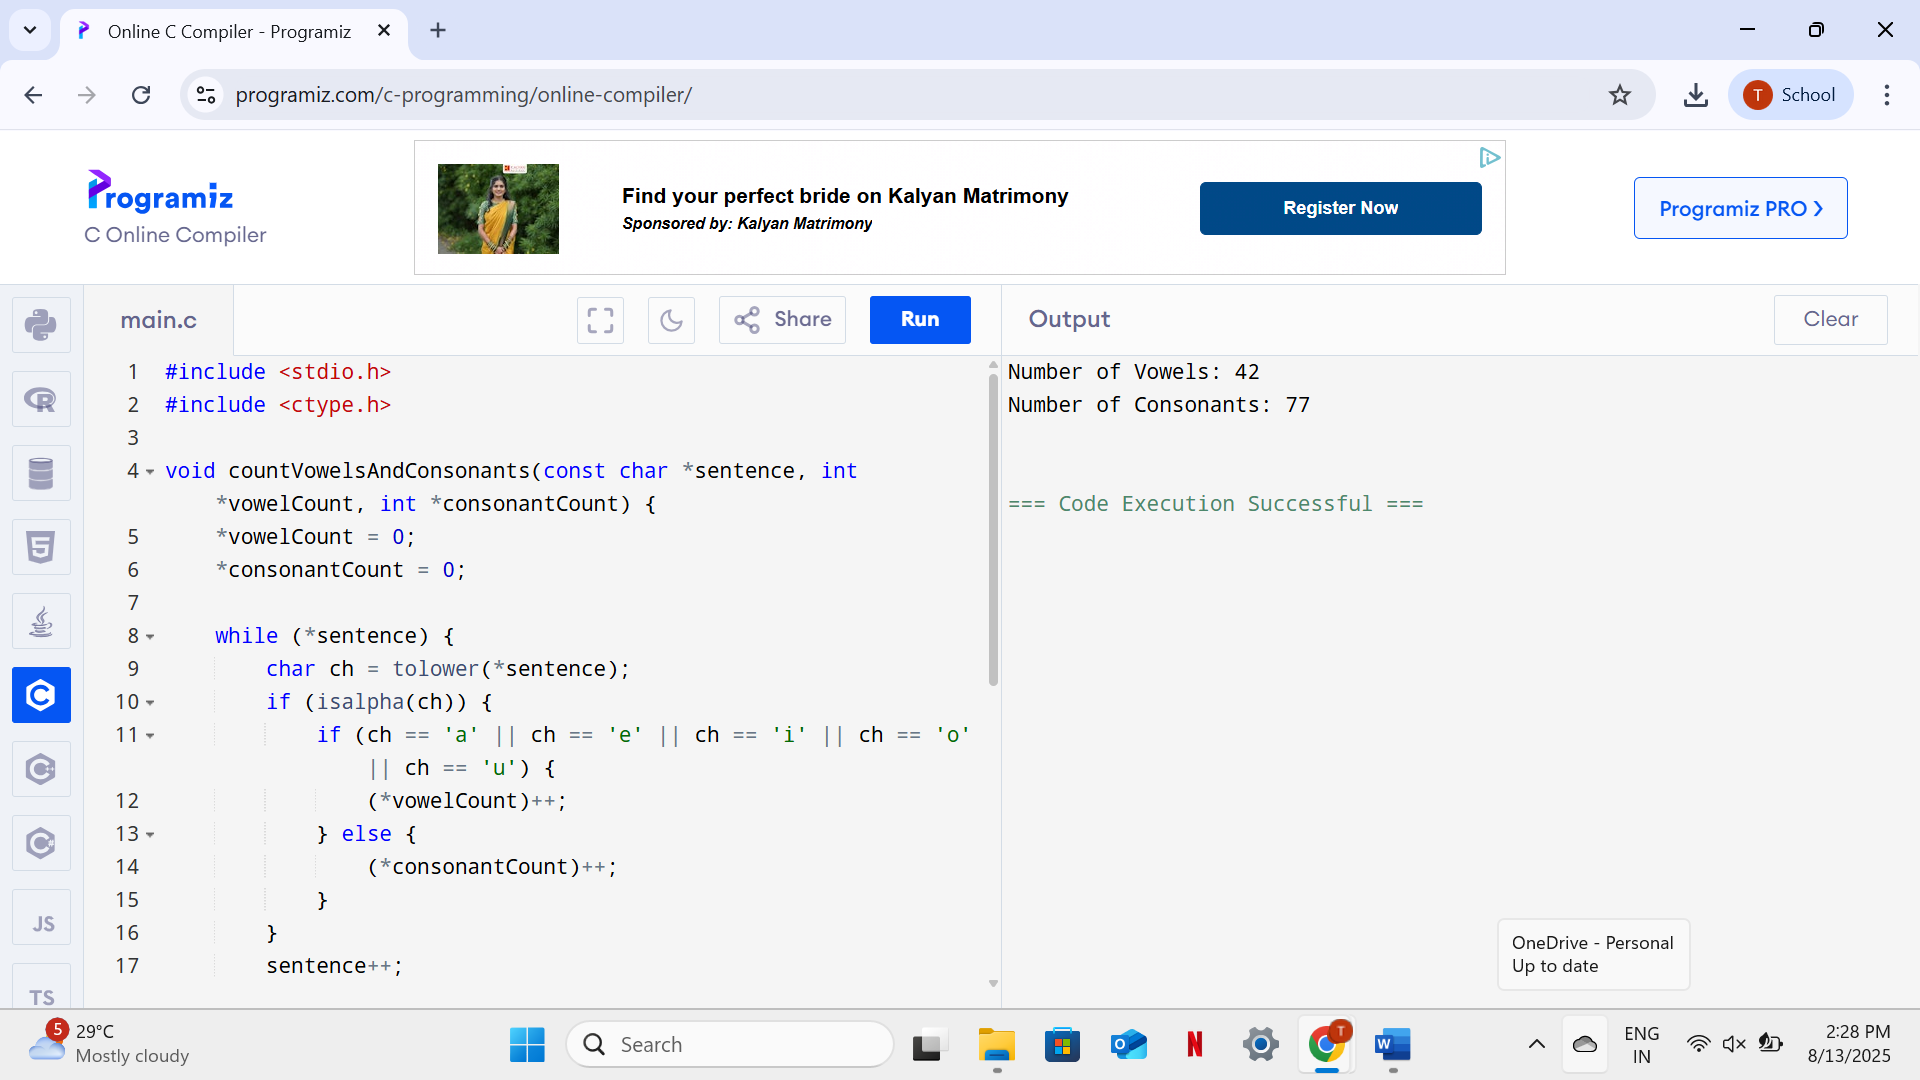 Online C Compiler - Programiz
programiz.com/c-programming/online-compiler/
T School
Programiz
C Online Compiler
Find your perfect bride on Kalyan Matrimony
Sponsored by: Kalyan Matrimony
Register Now
Programiz PRO ❯
main.c
Share
Run
Output
Clear
1 #include <stdio.h>
2 #include <ctype.h>
3
4 void countVowelsAndConsonants(const char *sentence, int
*vowelCount, int *consonantCount) {
5 *vowelCount = 0;
6 *consonantCount = 0;
7
8 while (*sentence) {
9 char ch = tolower(*sentence);
10 if (isalpha(ch)) {
11 if (ch == 'a' || ch == 'e' || ch == 'i' || ch == 'o'
|| ch == 'u') {
12 (*vowelCount)++;
13 } else {
14 (*consonantCount)++;
15 }
16 }
17 sentence++;
Number of Vowels: 42
Number of Consonants: 77
=== Code Execution Successful ===
JS
TS
OneDrive - Personal
Up to date
5
29°C
Mostly cloudy
Search
T
ENG
IN
2:28 PM
8/13/2025